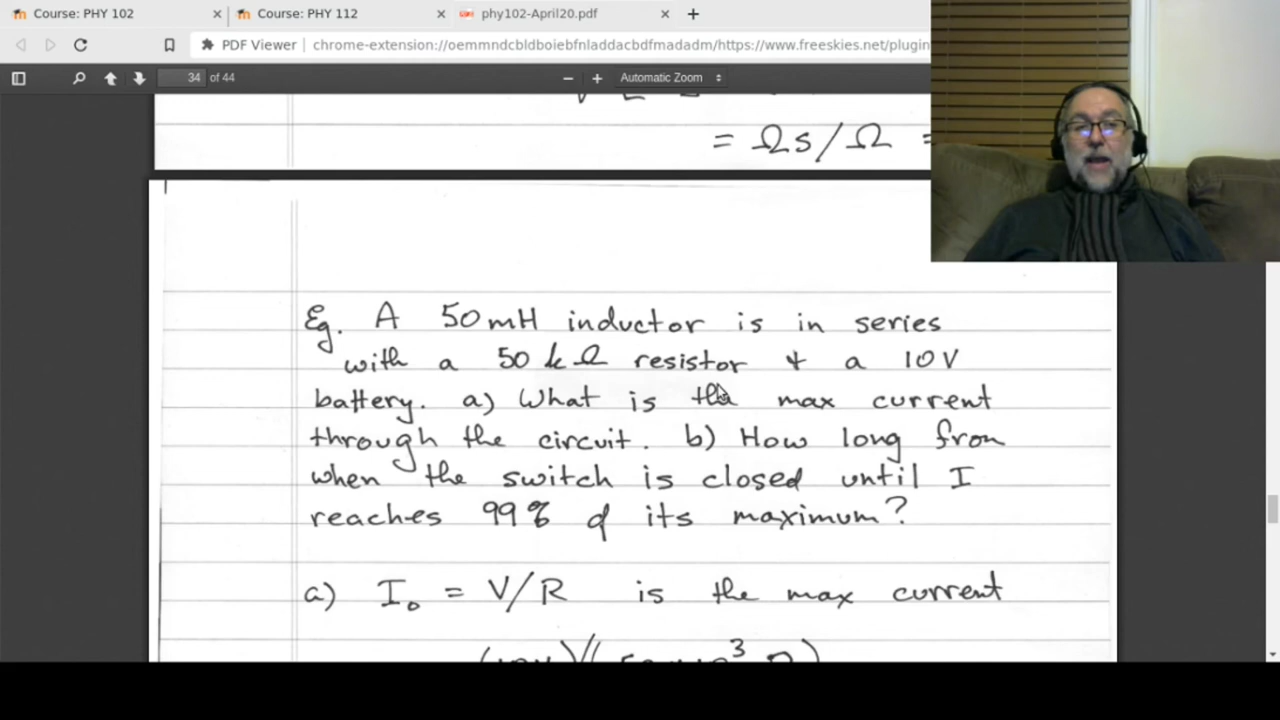 Course: PHY 102
Course: PHY 112
phy102-April20.pdf
PDF Viewer
chrome-extension://oemmndcbldboiebfnladdacbdfmadadm/https://www.freeskies.net/plugin
34 of 44
Automatic Zoom
= Ωs/Ω =
Eg. A 50mH inductor is in series
with a 50 kΩ resistor + a 10V
battery. a) What is the max current
through the circuit. b) How long from
when the switch is closed until I
reaches 99% of its maximum?
a) I₀ = V/R is the max current